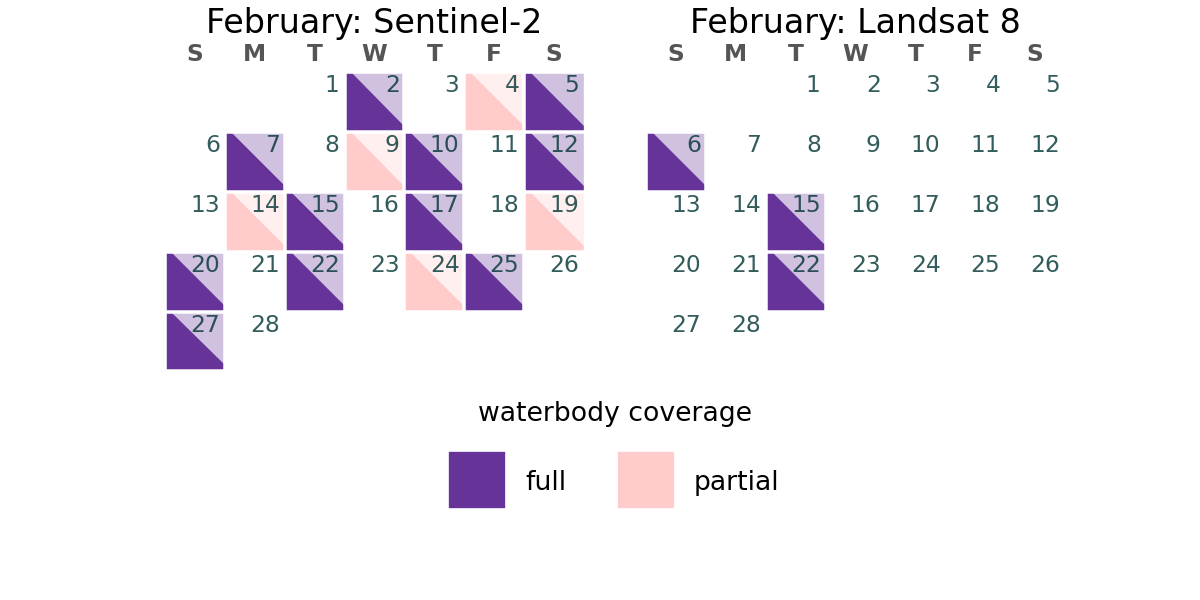 February: Sentinel-2
S M T W T F S
1 2 3 4 5
6 7 8 9 10 11 12
13 14 15 16 17 18 19
20 21 22 23 24 25 26
27 28
February: Landsat 8
S M T W T F S
1 2 3 4 5
6 7 8 9 10 11 12
13 14 15 16 17 18 19
20 21 22 23 24 25 26
27 28
waterbody coverage
full partial